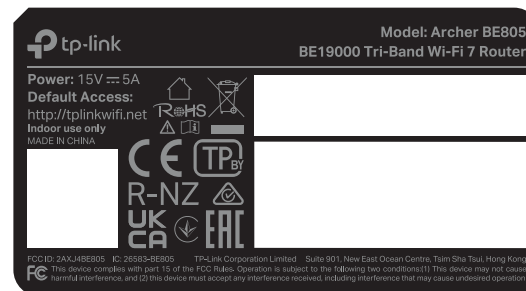 tp-link
Model: Archer BE805
BE19000 Tri-Band Wi-Fi 7 Router
Power: 15V ⎓ 5A
Default Access:
http://tplinkwifi.net
Indoor use only
MADE IN CHINA
RoHS
CE
TP
BY
R-NZ
UK
CA
EAC
FCC ID: 2AXJ4BE805 IC: 26583-BE805 TP-Link Corporation Limited Suite 901, New East Ocean Centre, Tsim Sha Tsui, Hong Kong
FC This device complies with part 15 of the FCC Rules. Operation is subject to the following two conditions:(1) This device may not cause
harmful interference, and (2) this device must accept any interference received, including interference that may cause undesired operation